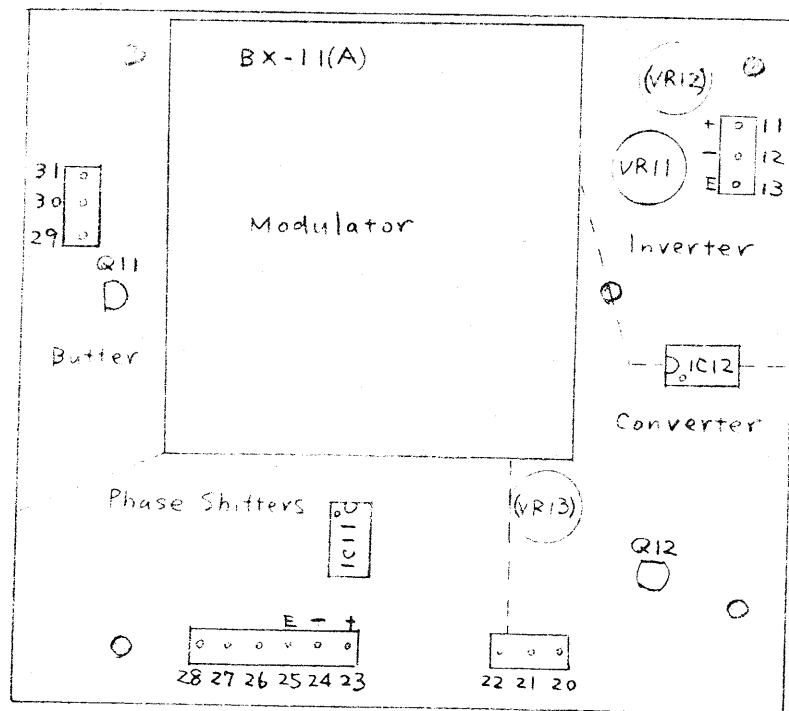 BX-11(A)
(VR12)
+ 11
31
VR11
- 12
30
E 13
29
Modulator
Inverter
Q11
Butter
IC12
Converter
Phase Shifters
IC11
(VR13)
Q12
E - +
28 27 26 25 24 23
22 21 20